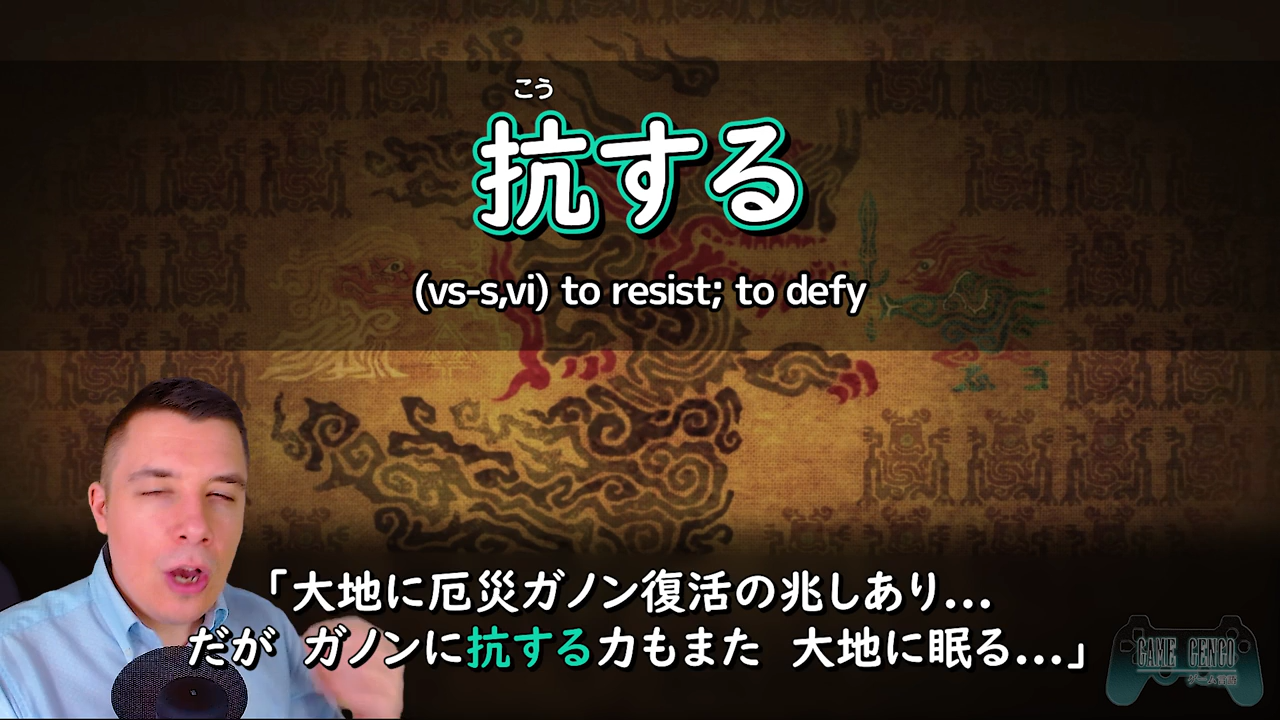 こう
抗する
(vs-s,vi) to resist; to defy
「大地に厄災ガノン復活の兆しあり...
だが ガノンに抗する力もまた 大地に眠る...」
GAME GENGO
ゲーム言語